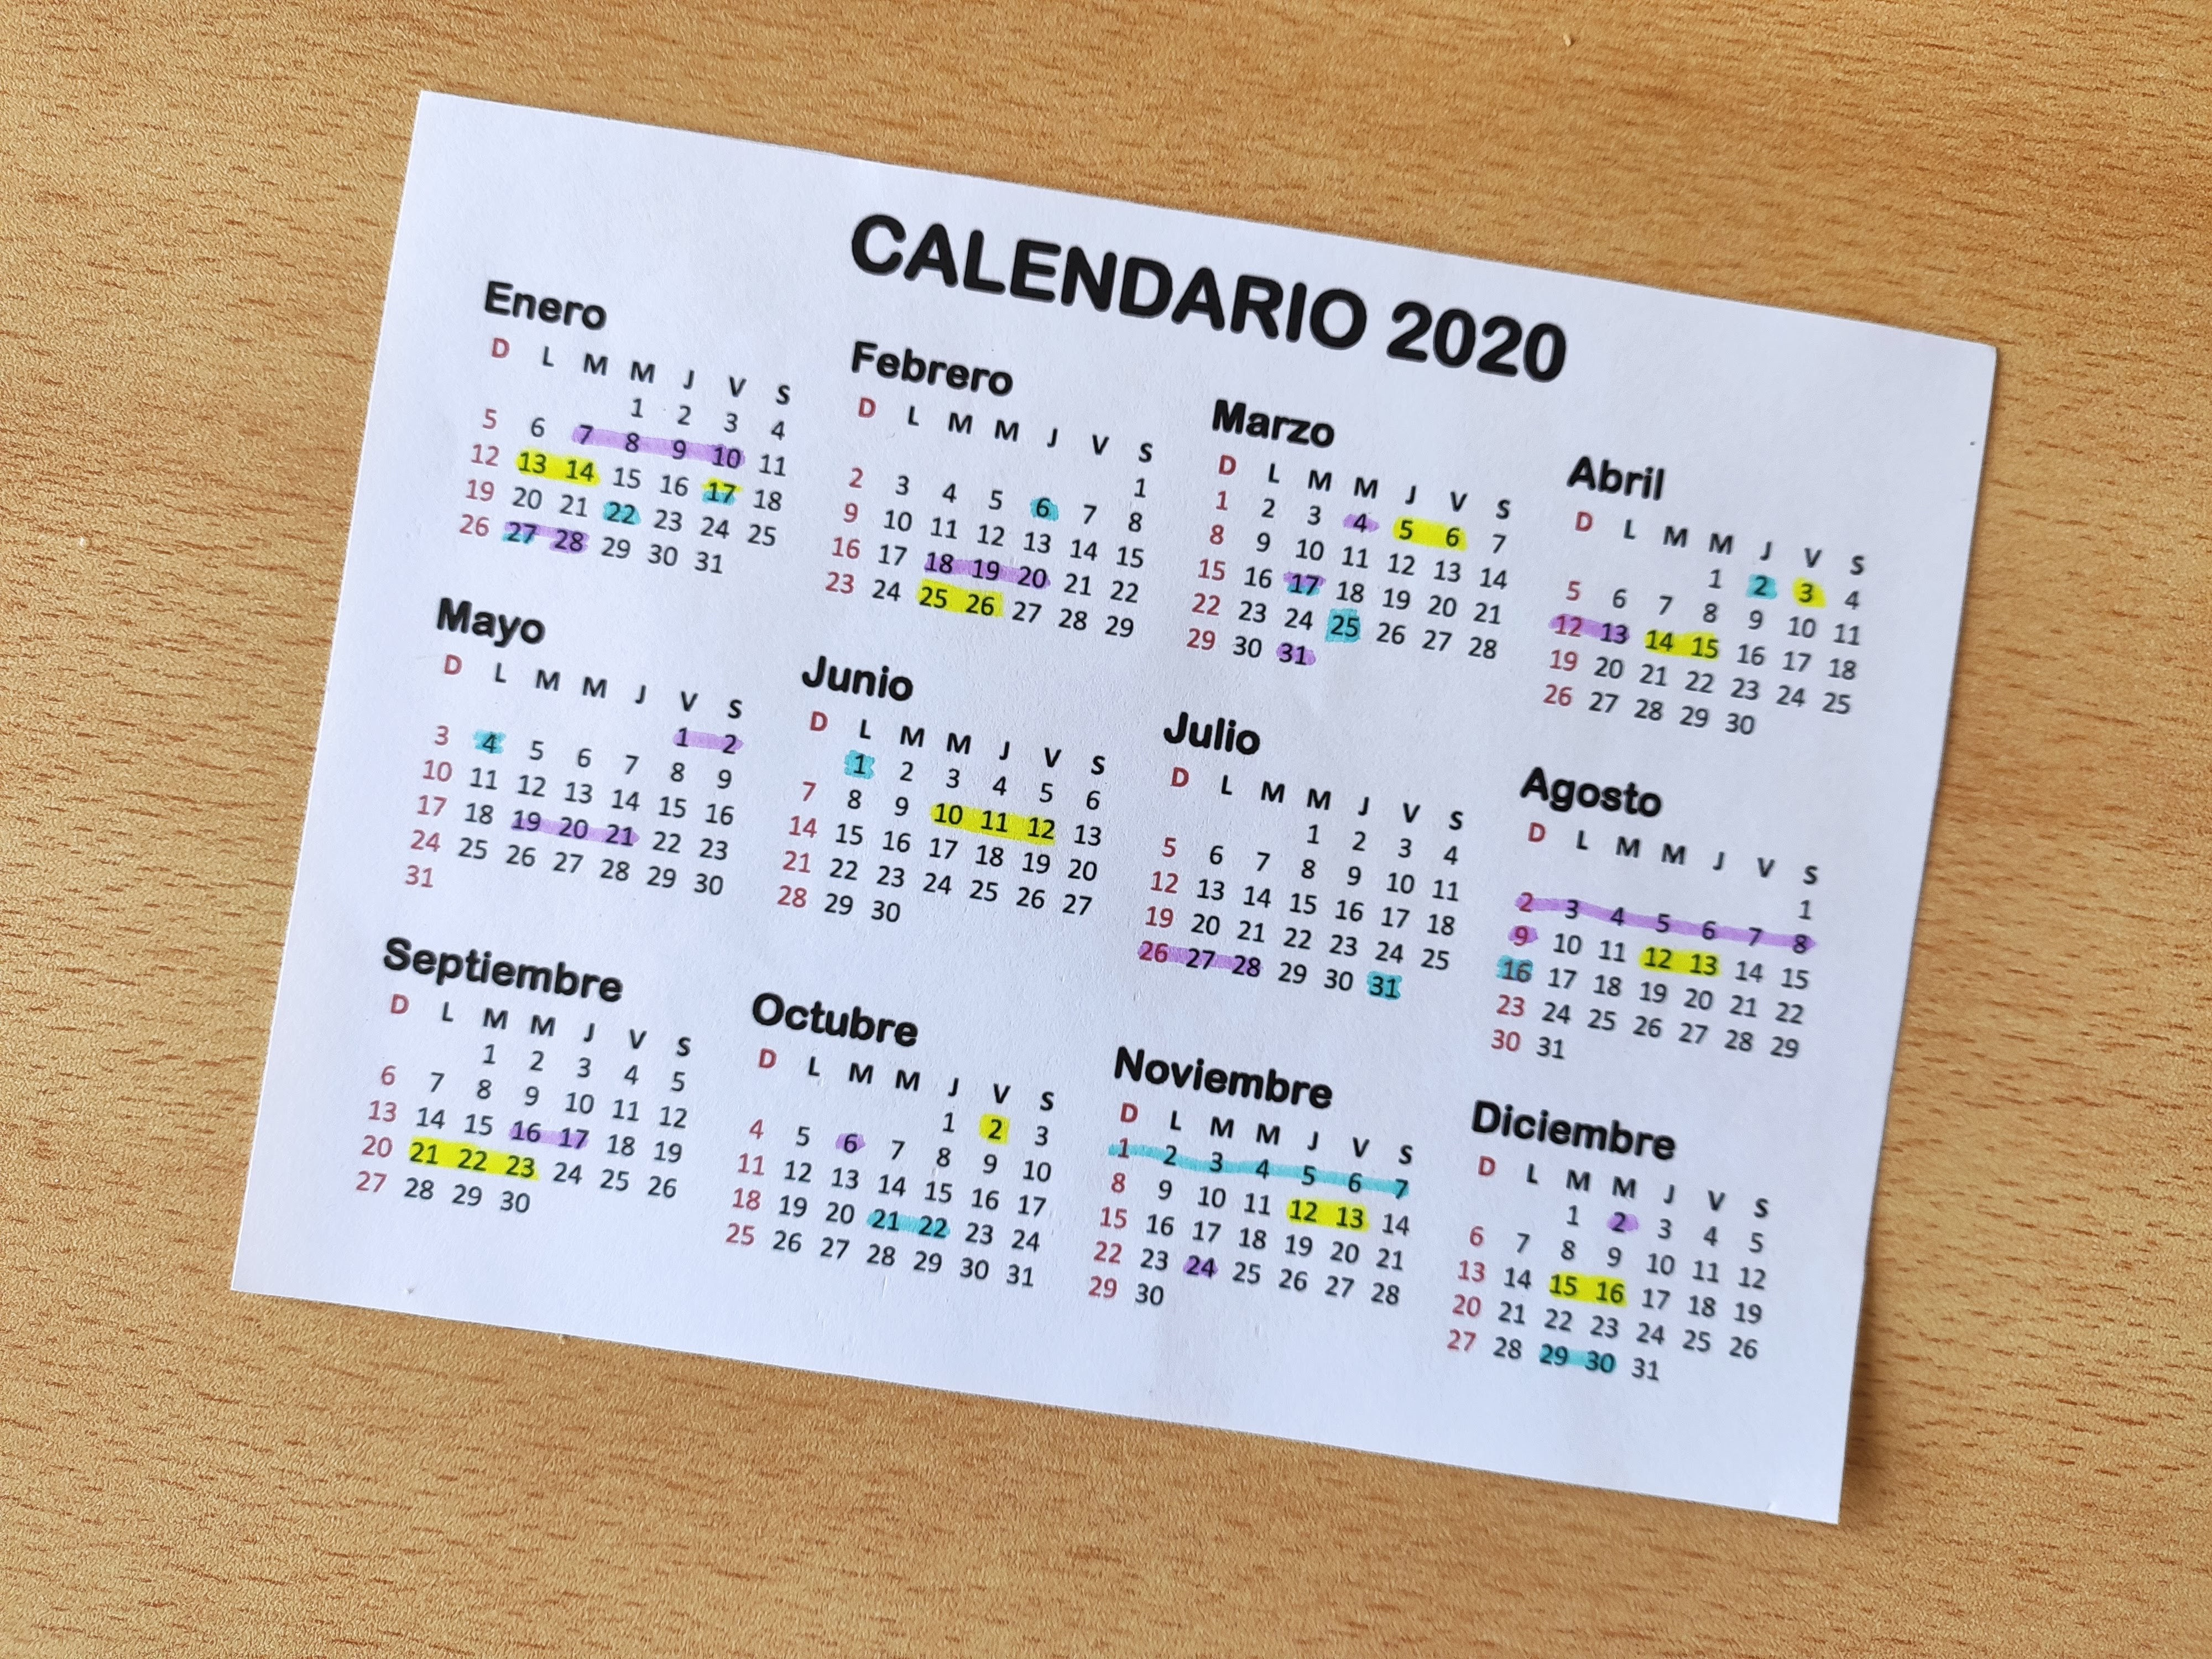 CALENDARIO 2020
Enero
D L M M J V S
1 2 3 4
5 6 7 8 9 10 11
12 13 14 15 16 17 18
19 20 21 22 23 24 25
26 27 28 29 30 31
Febrero
D L M M J V S
1
2 3 4 5 6 7 8
9 10 11 12 13 14 15
16 17 18 19 20 21 22
23 24 25 26 27 28 29
Marzo
D L M M J V S
1 2 3 4 5 6 7
8 9 10 11 12 13 14
15 16 17 18 19 20 21
22 23 24 25 26 27 28
29 30 31
Abril
D L M M J V S
1 2 3 4
5 6 7 8 9 10 11
12 13 14 15 16 17 18
19 20 21 22 23 24 25
26 27 28 29 30
Mayo
D L M M J V S
1 2
3 4 5 6 7 8 9
10 11 12 13 14 15 16
17 18 19 20 21 22 23
24 25 26 27 28 29 30
31
Junio
D L M M J V S
1 2 3 4 5 6
7 8 9 10 11 12 13
14 15 16 17 18 19 20
21 22 23 24 25 26 27
28 29 30
Julio
D L M M J V S
1 2 3 4
5 6 7 8 9 10 11
12 13 14 15 16 17 18
19 20 21 22 23 24 25
26 27 28 29 30 31
Agosto
D L M M J V S
1
2 3 4 5 6 7 8
9 10 11 12 13 14 15
16 17 18 19 20 21 22
23 24 25 26 27 28 29
30 31
Septiembre
D L M M J V S
1 2 3 4 5
6 7 8 9 10 11 12
13 14 15 16 17 18 19
20 21 22 23 24 25 26
27 28 29 30
Octubre
D L M M J V S
1 2 3
4 5 6 7 8 9 10
11 12 13 14 15 16 17
18 19 20 21 22 23 24
25 26 27 28 29 30 31
Noviembre
D L M M J V S
1 2 3 4 5 6 7
8 9 10 11 12 13 14
15 16 17 18 19 20 21
22 23 24 25 26 27 28
29 30
Diciembre
D L M M J V S
1 2 3 4 5
6 7 8 9 10 11 12
13 14 15 16 17 18 19
20 21 22 23 24 25 26
27 28 29 30 31